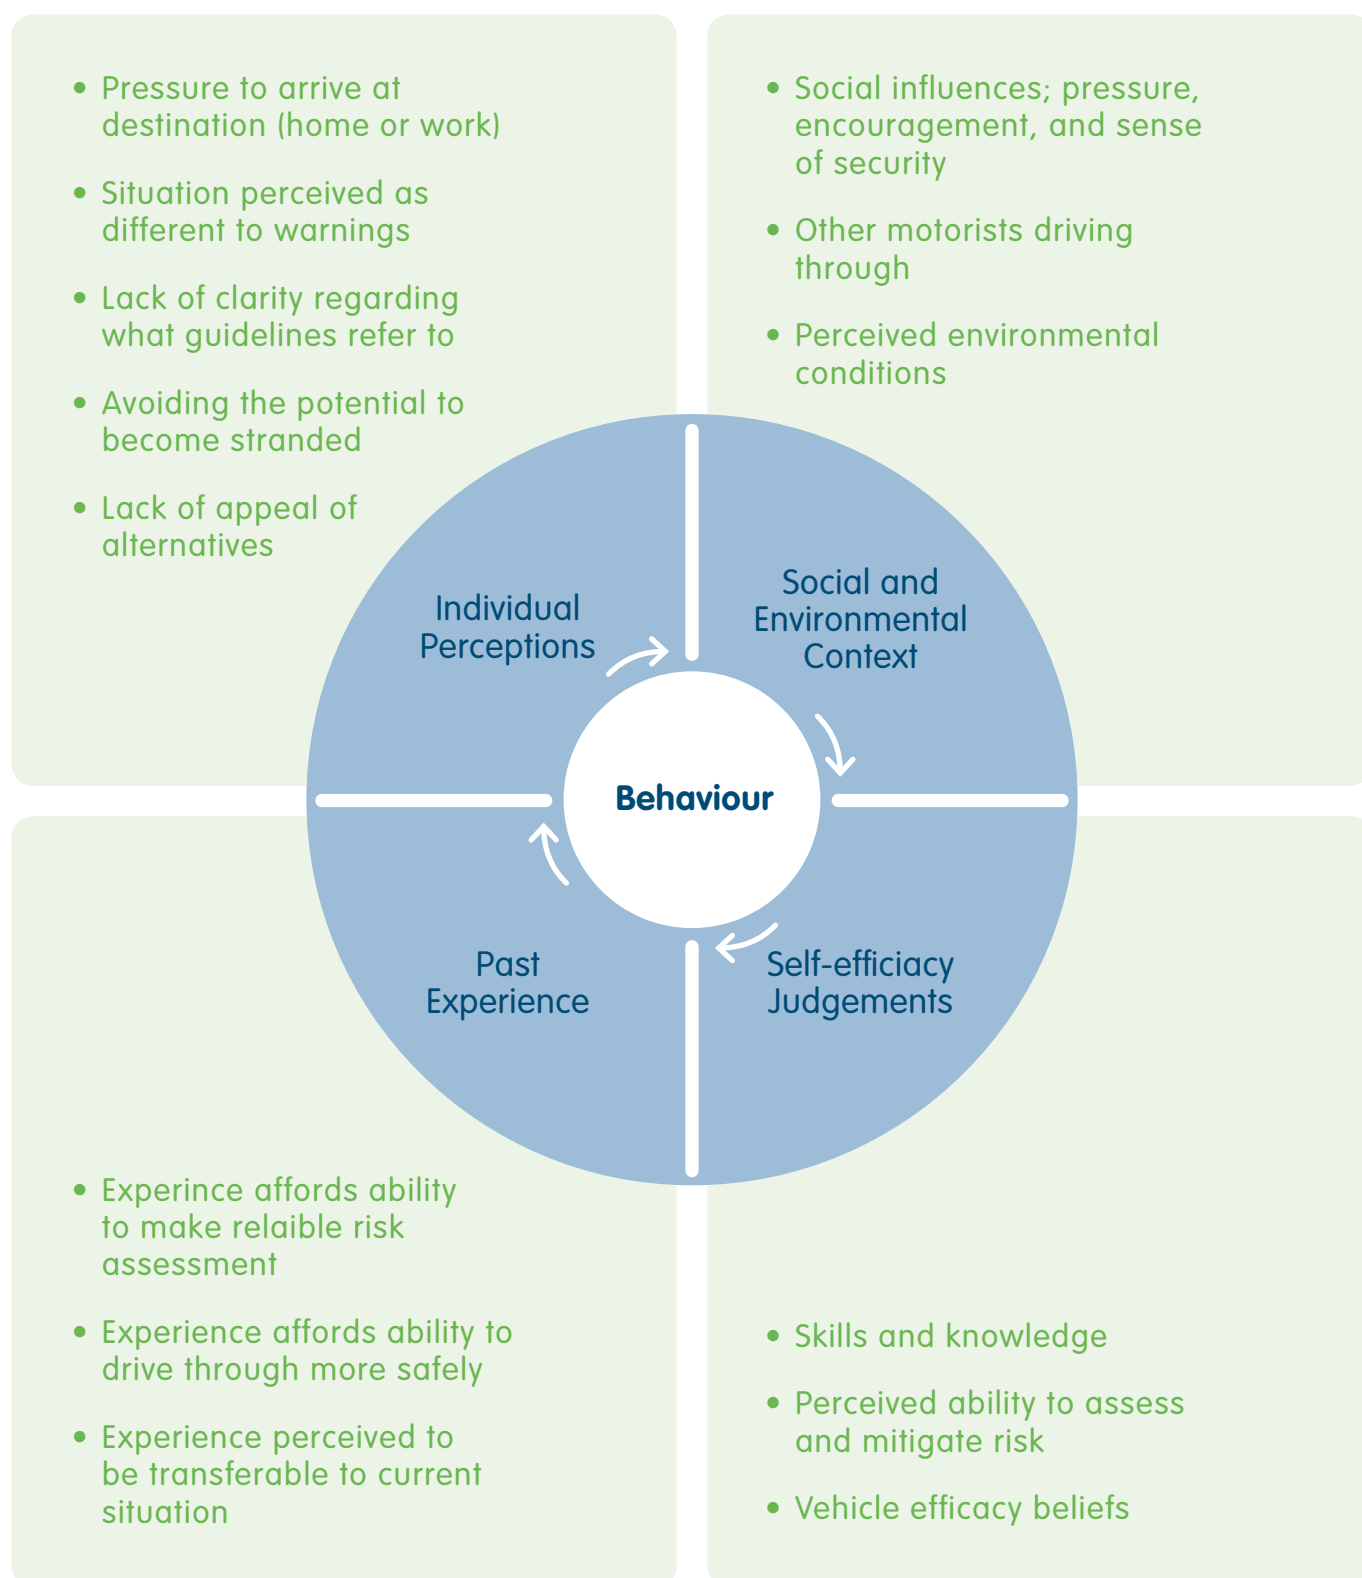 • Pressure to arrive at
destination (home or work)
• Situation perceived as
different to warnings
• Lack of clarity regarding
what guidelines refer to
• Avoiding the potential to
become stranded
• Lack of appeal of
alternatives
• Social influences; pressure,
encouragement, and sense
of security
• Other motorists driving
through
• Perceived environmental
conditions
Individual
Perceptions
Social and
Environmental
Context
Behaviour
Past
Experience
Self-efficiacy
Judgements
• Experince affords ability
to make relaible risk
assessment
• Experience affords ability to
drive through more safely
• Experience perceived to
be transferable to current
situation
• Skills and knowledge
• Perceived ability to assess
and mitigate risk
• Vehicle efficacy beliefs